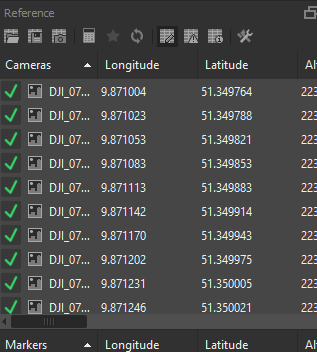 Reference
Cameras Longitude Latitude Al
DJI_07... 9.871004 51.349764 223
DJI_07... 9.871023 51.349788 223
DJI_07... 9.871053 51.349821 223
DJI_07... 9.871083 51.349853 223
DJI_07... 9.871113 51.349883 223
DJI_07... 9.871142 51.349914 223
DJI_07... 9.871170 51.349943 223
DJI_07... 9.871202 51.349975 223
DJI_07... 9.871231 51.350005 223
DJI_07... 9.871246 51.350021 223
Markers Longitude Latitude Al